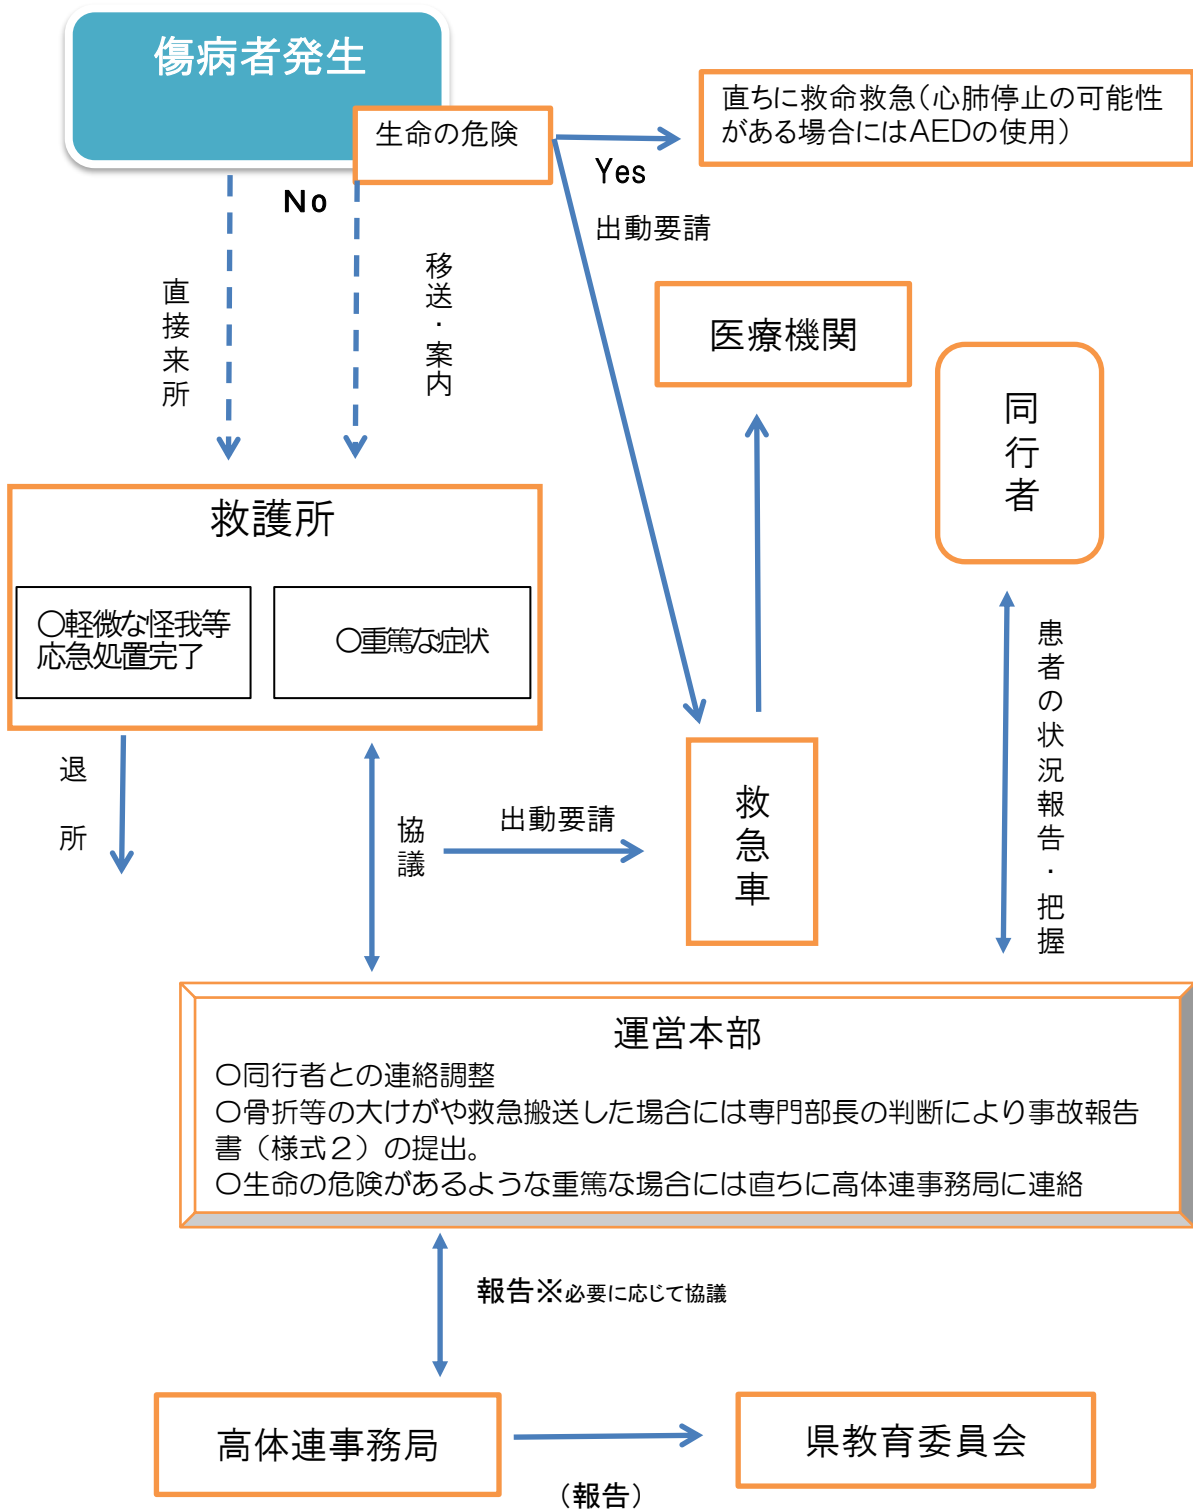 傷病者発生
生命の危険
直ちに救命救急（心肺停止の可能性
がある場合にはAEDの使用）
Yes
No
出動要請
直接来所
移送・案内
医療機関
同行者
救護所
〇軽微な怪我等
応急処置完了
〇重篤な症状
患者の状況報告・把握
退所
協議
出動要請
救急車
運営本部
〇同行者との連絡調整
〇骨折等の大けがや救急搬送した場合には専門部長の判断により事故報告
書（様式２）の提出。
〇生命の危険があるような重篤な場合には直ちに高体連事務局に連絡
報告※必要に応じて協議
高体連事務局
県教育委員会
（報告）